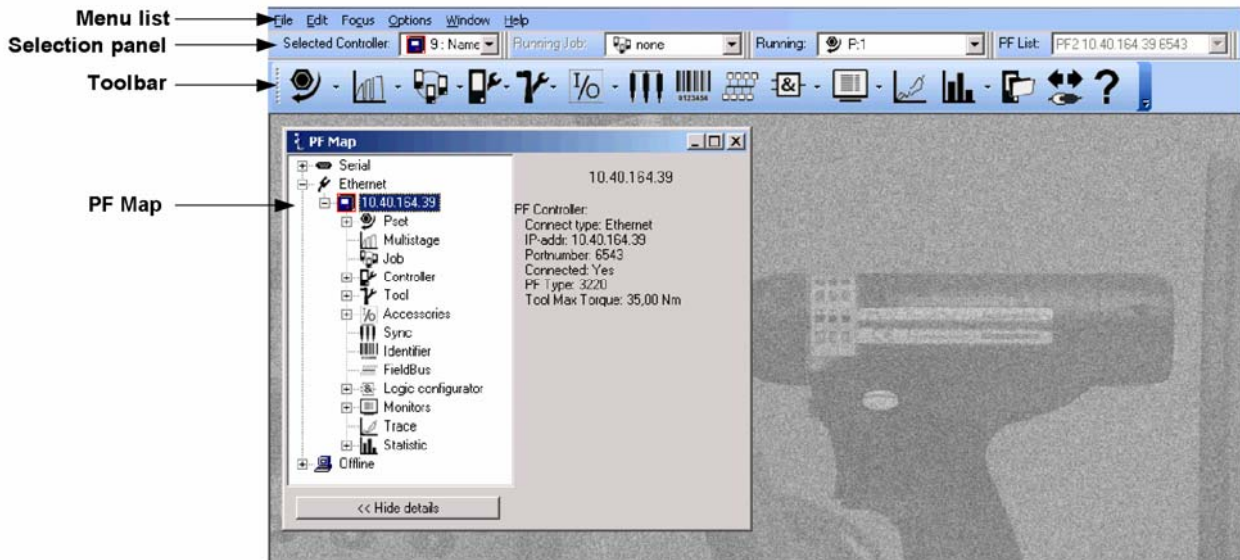 Menu list
File Edit Focus Options Window Help
Selection panel
Selected Controller: 9 : Name Running Job: none Running: P:1 PF List: PF2 10.40.164.39 6543
Toolbar
I/O 0123456 & ?
PF Map
PF Map
Serial
Ethernet
10.40.164.39
Pset
Multistage
Job
Controller
Tool
Accessories
Sync
Identifier
FieldBus
Logic configurator
Monitors
Trace
Statistic
Offline
<< Hide details
10.40.164.39
PF Controller:
Connect type: Ethernet
IP-addr: 10.40.164.39
Portnumber: 6543
Connected: Yes
PF Type: 3220
Tool Max Torque: 35,00 Nm